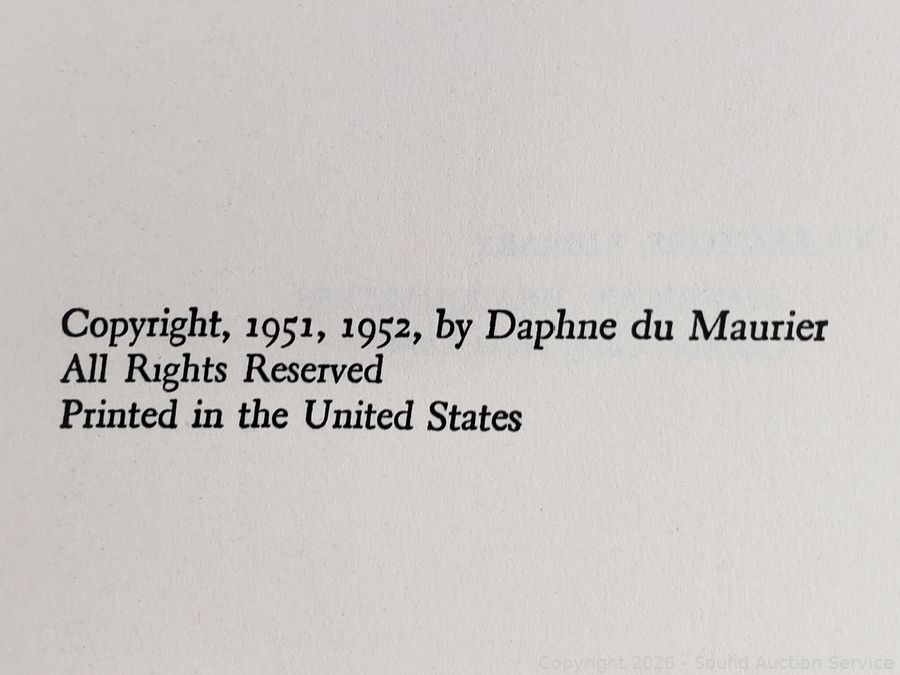 Copyright, 1951, 1952, by Daphne du Maurier
All Rights Reserved
Printed in the United States
Copyright 2026 - Sound Auction Service